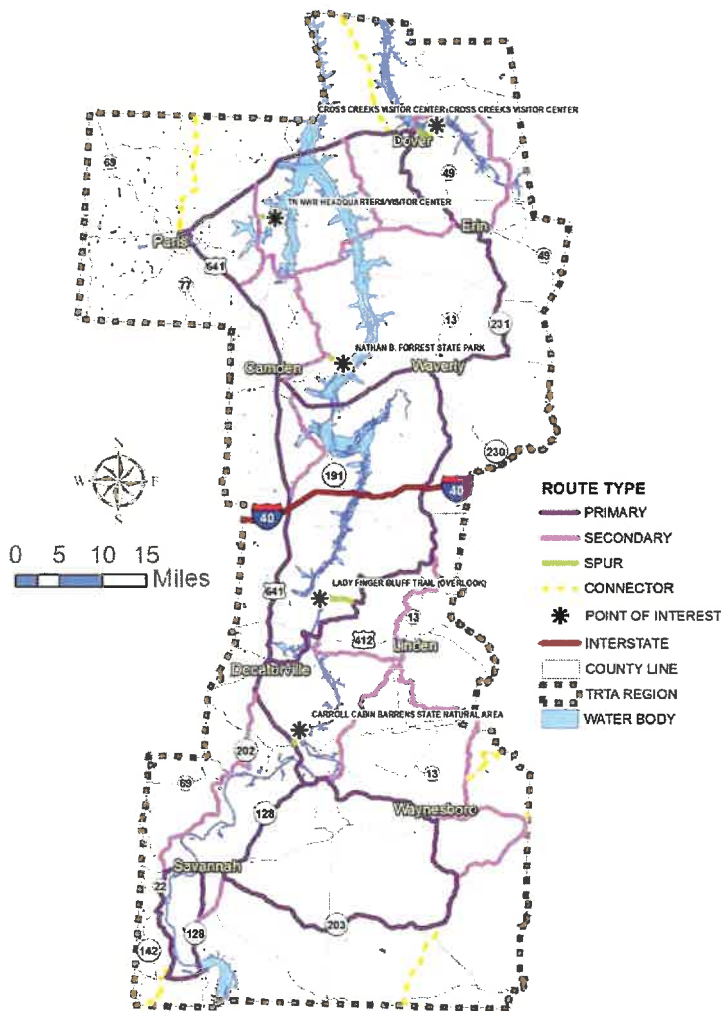 CROSS CREEKS VISITOR CENTER CROSS CREEKS VISITOR CENTER
Dover
69
49
TN NWR HEADQUARTERS/VISITOR CENTER
Erin
Paris
641
49
77
13
231
NATHAN B. FORREST STATE PARK
Camden
Waverly
230
N
W E
S
191
40
40
ROUTE TYPE
PRIMARY
SECONDARY
SPUR
CONNECTOR
POINT OF INTEREST
INTERSTATE
COUNTY LINE
TRTA REGION
WATER BODY
0 5 10 15
Miles
LADY FINGER BLUFF TRAIL (OVERLOOK)
641
13
412
Linden
Decaturville
CARROLL CABIN BARRENS STATE NATURAL AREA
202
69
13
128
Waynesboro
Savannah
22
203
128
142